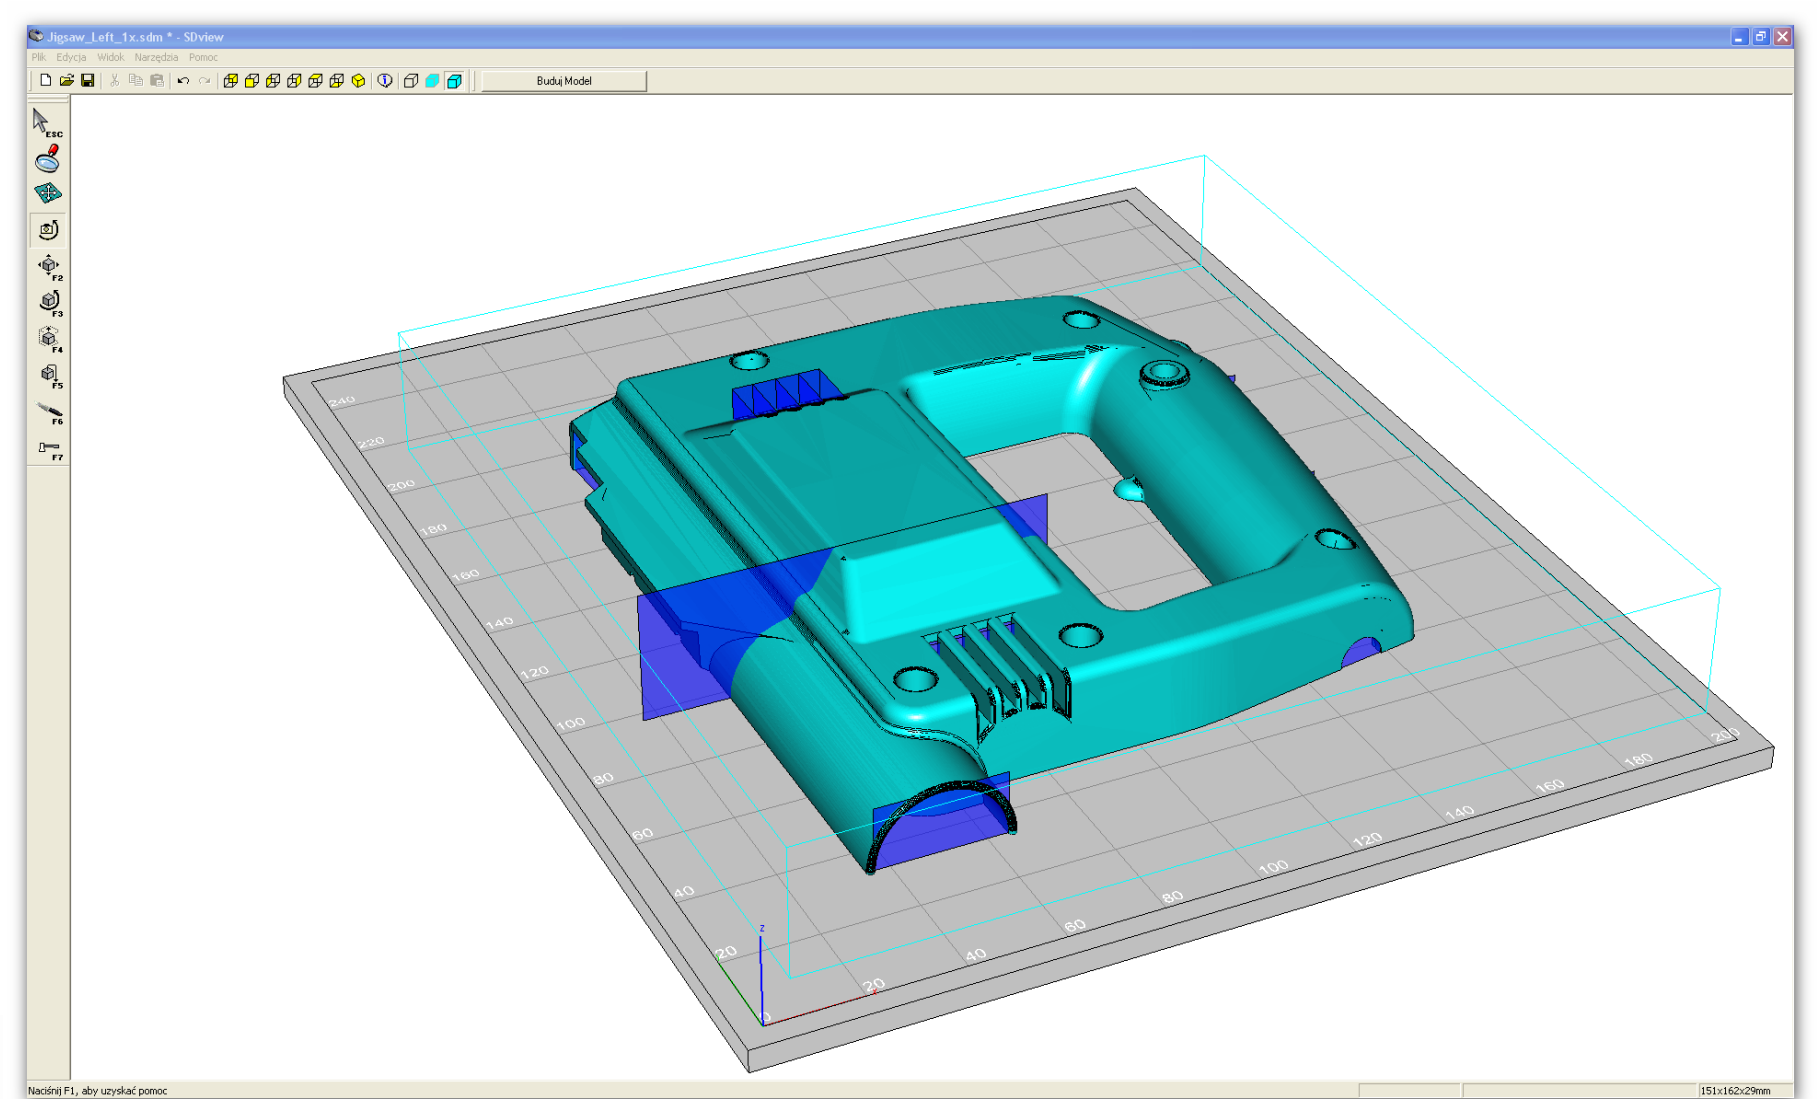 Jigsaw_Left_1x.sdm * - SDview
Plik Edycja Widok Narzędzia Pomoc
Buduj Model
ESC
F2
F3
F4
F5
F6
F7
240
220
200
180
160
140
120
100
80
60
40
20
0
20
40
60
80
100
120
140
160
180
200
z
Naciśnij F1, aby uzyskać pomoc
151x162x29mm